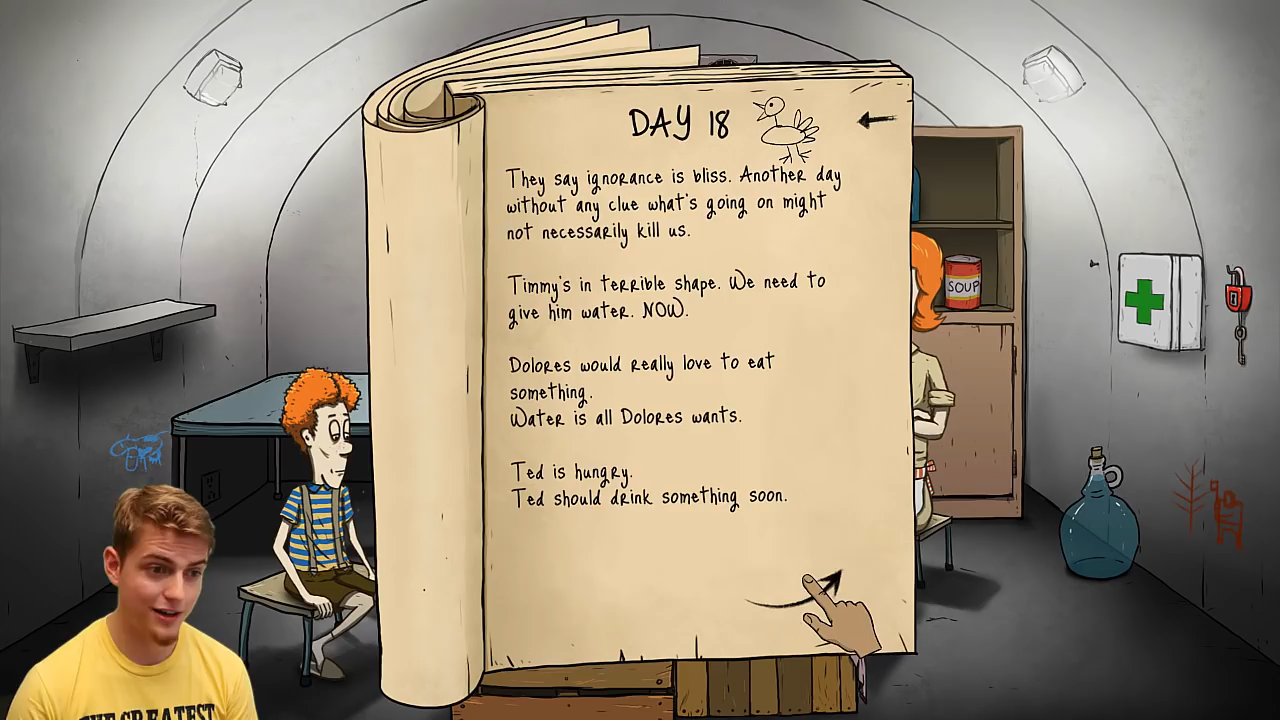 DAY 18
They say ignorance is bliss. Another day
without any clue what's going on might
not necessarily kill us.
Timmy's in terrible shape. We need to
give him water. NOW.
Dolores would really love to eat
something.
Water is all Dolores wants.
Ted is hungry.
Ted should drink something soon.
SOUP
THE GREATEST